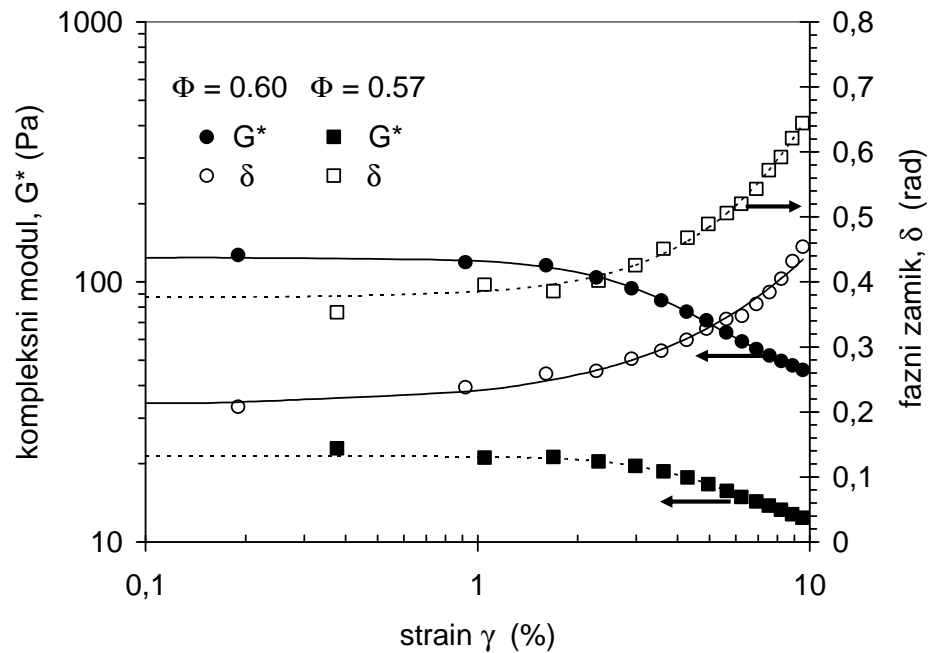 1000
100
10
kompleksni modul, G* (Pa)
Φ = 0.60 Φ = 0.57
G* G*
δ δ
0,8
0,7
0,6
0,5
0,4
0,3
0,2
0,1
0
fazni zamik, δ (rad)
0,1 1 10
strain γ (%)